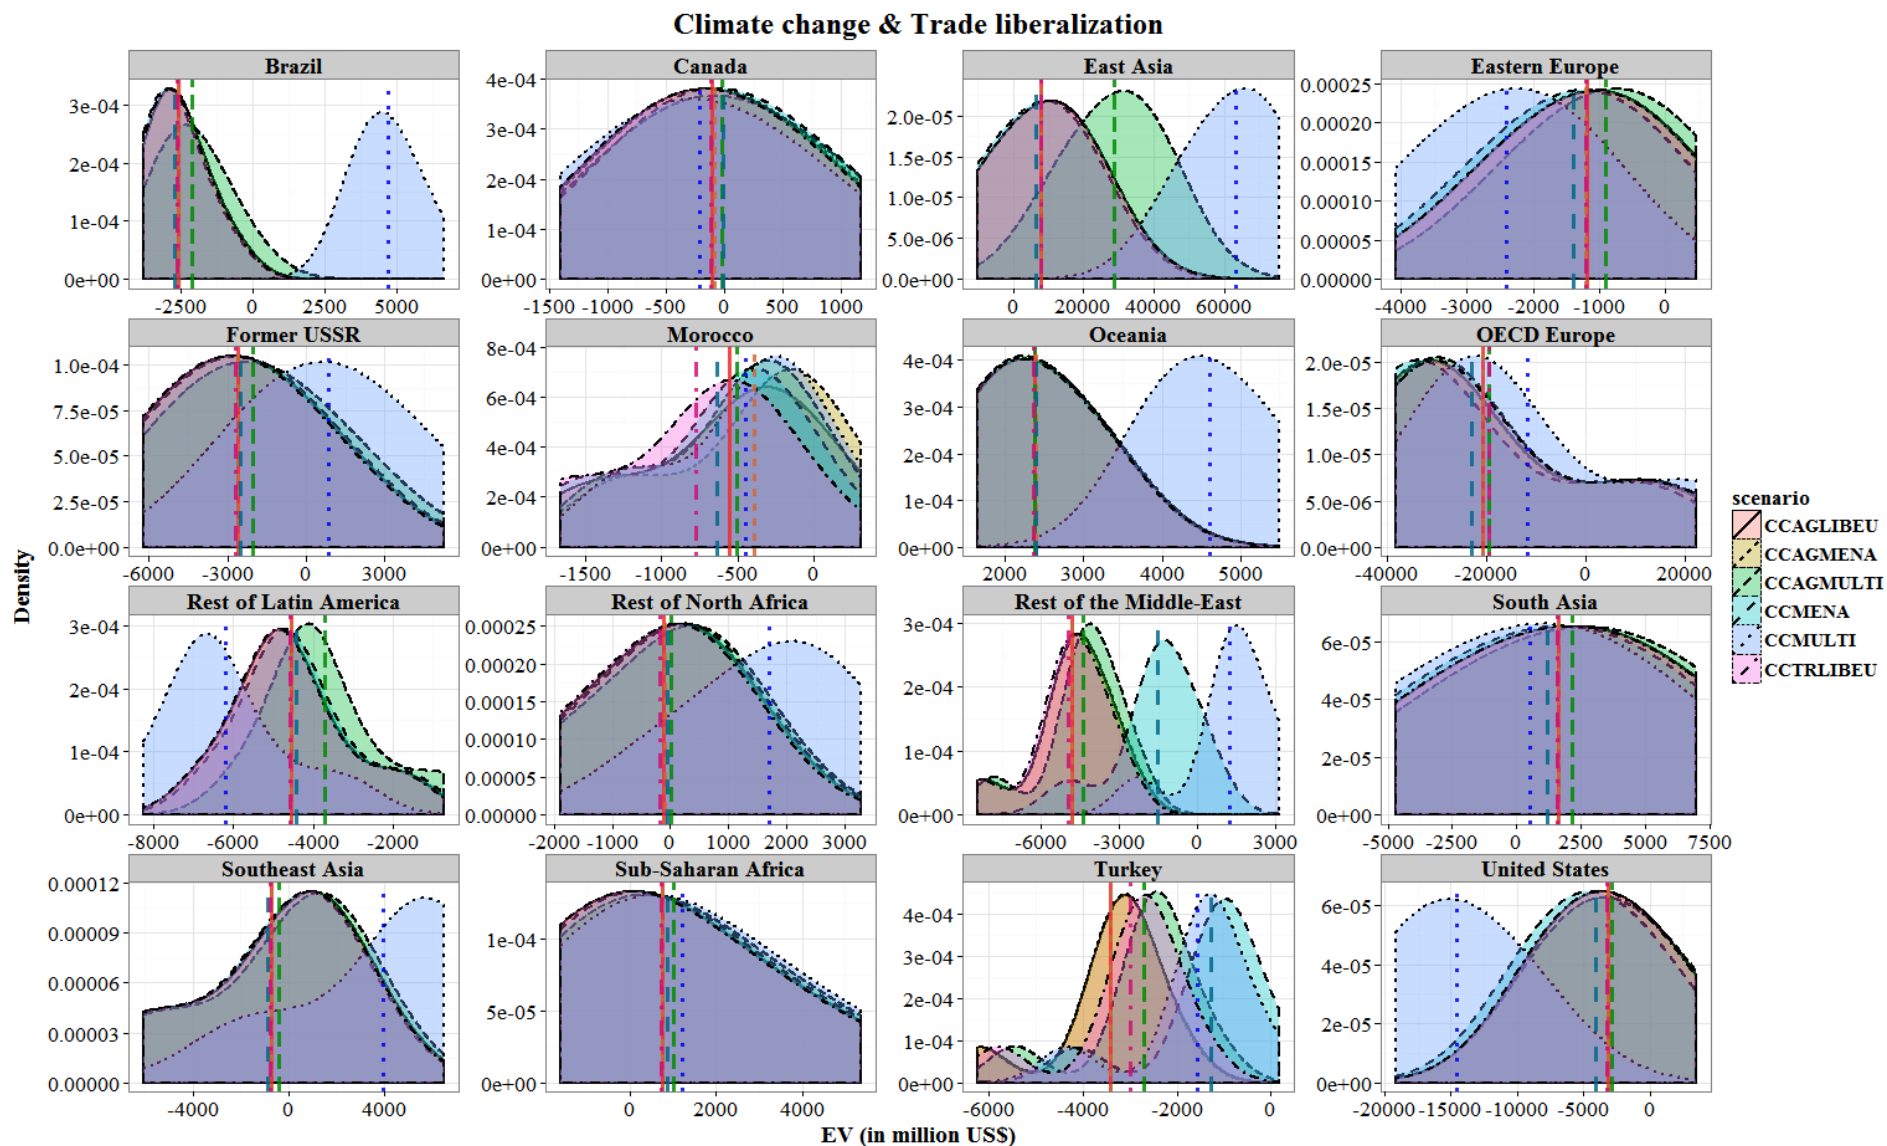 Climate change & Trade liberalization
Brazil
Canada
East Asia
Eastern Europe
3e-04
2e-04
1e-04
0e+00
-2500
0
2500
5000
4e-04
3e-04
2e-04
1e-04
0e+00
-1500
-1000
-500
0
500
1000
2.0e-05
1.5e-05
1.0e-05
5.0e-06
0.0e+00
0
20000
40000
60000
0.00025
0.00020
0.00015
0.00010
0.00005
0.00000
-4000
-3000
-2000
-1000
0
Former USSR
Morocco
Oceania
OECD Europe
1.0e-04
7.5e-05
5.0e-05
2.5e-05
0.0e+00
-6000
-3000
0
3000
8e-04
6e-04
4e-04
2e-04
0e+00
-1500
-1000
-500
0
4e-04
3e-04
2e-04
1e-04
0e+00
2000
3000
4000
5000
2.0e-05
1.5e-05
1.0e-05
5.0e-06
0.0e+00
-40000
-20000
0
20000
Rest of Latin America
Rest of North Africa
Rest of the Middle-East
South Asia
3e-04
2e-04
1e-04
0e+00
-8000
-6000
-4000
-2000
0.00025
0.00020
0.00015
0.00010
0.00005
0.00000
-2000
-1000
0
1000
2000
3000
3e-04
2e-04
1e-04
0e+00
-6000
-3000
0
3000
6e-05
4e-05
2e-05
0e+00
-5000
-2500
0
2500
5000
7500
Southeast Asia
Sub-Saharan Africa
Turkey
United States
0.00012
0.00009
0.00006
0.00003
0.00000
-4000
0
4000
1e-04
5e-05
0e+00
0
2000
4000
4e-04
3e-04
2e-04
1e-04
0e+00
-6000
-4000
-2000
0
6e-05
4e-05
2e-05
0e+00
-20000
-15000
-10000
-5000
0
Density
EV (in million US$)
scenario
CCAGLIBEU
CCAGMENA
CCAGMULTI
CCMENA
CCMULTI
CCTRLIBEU